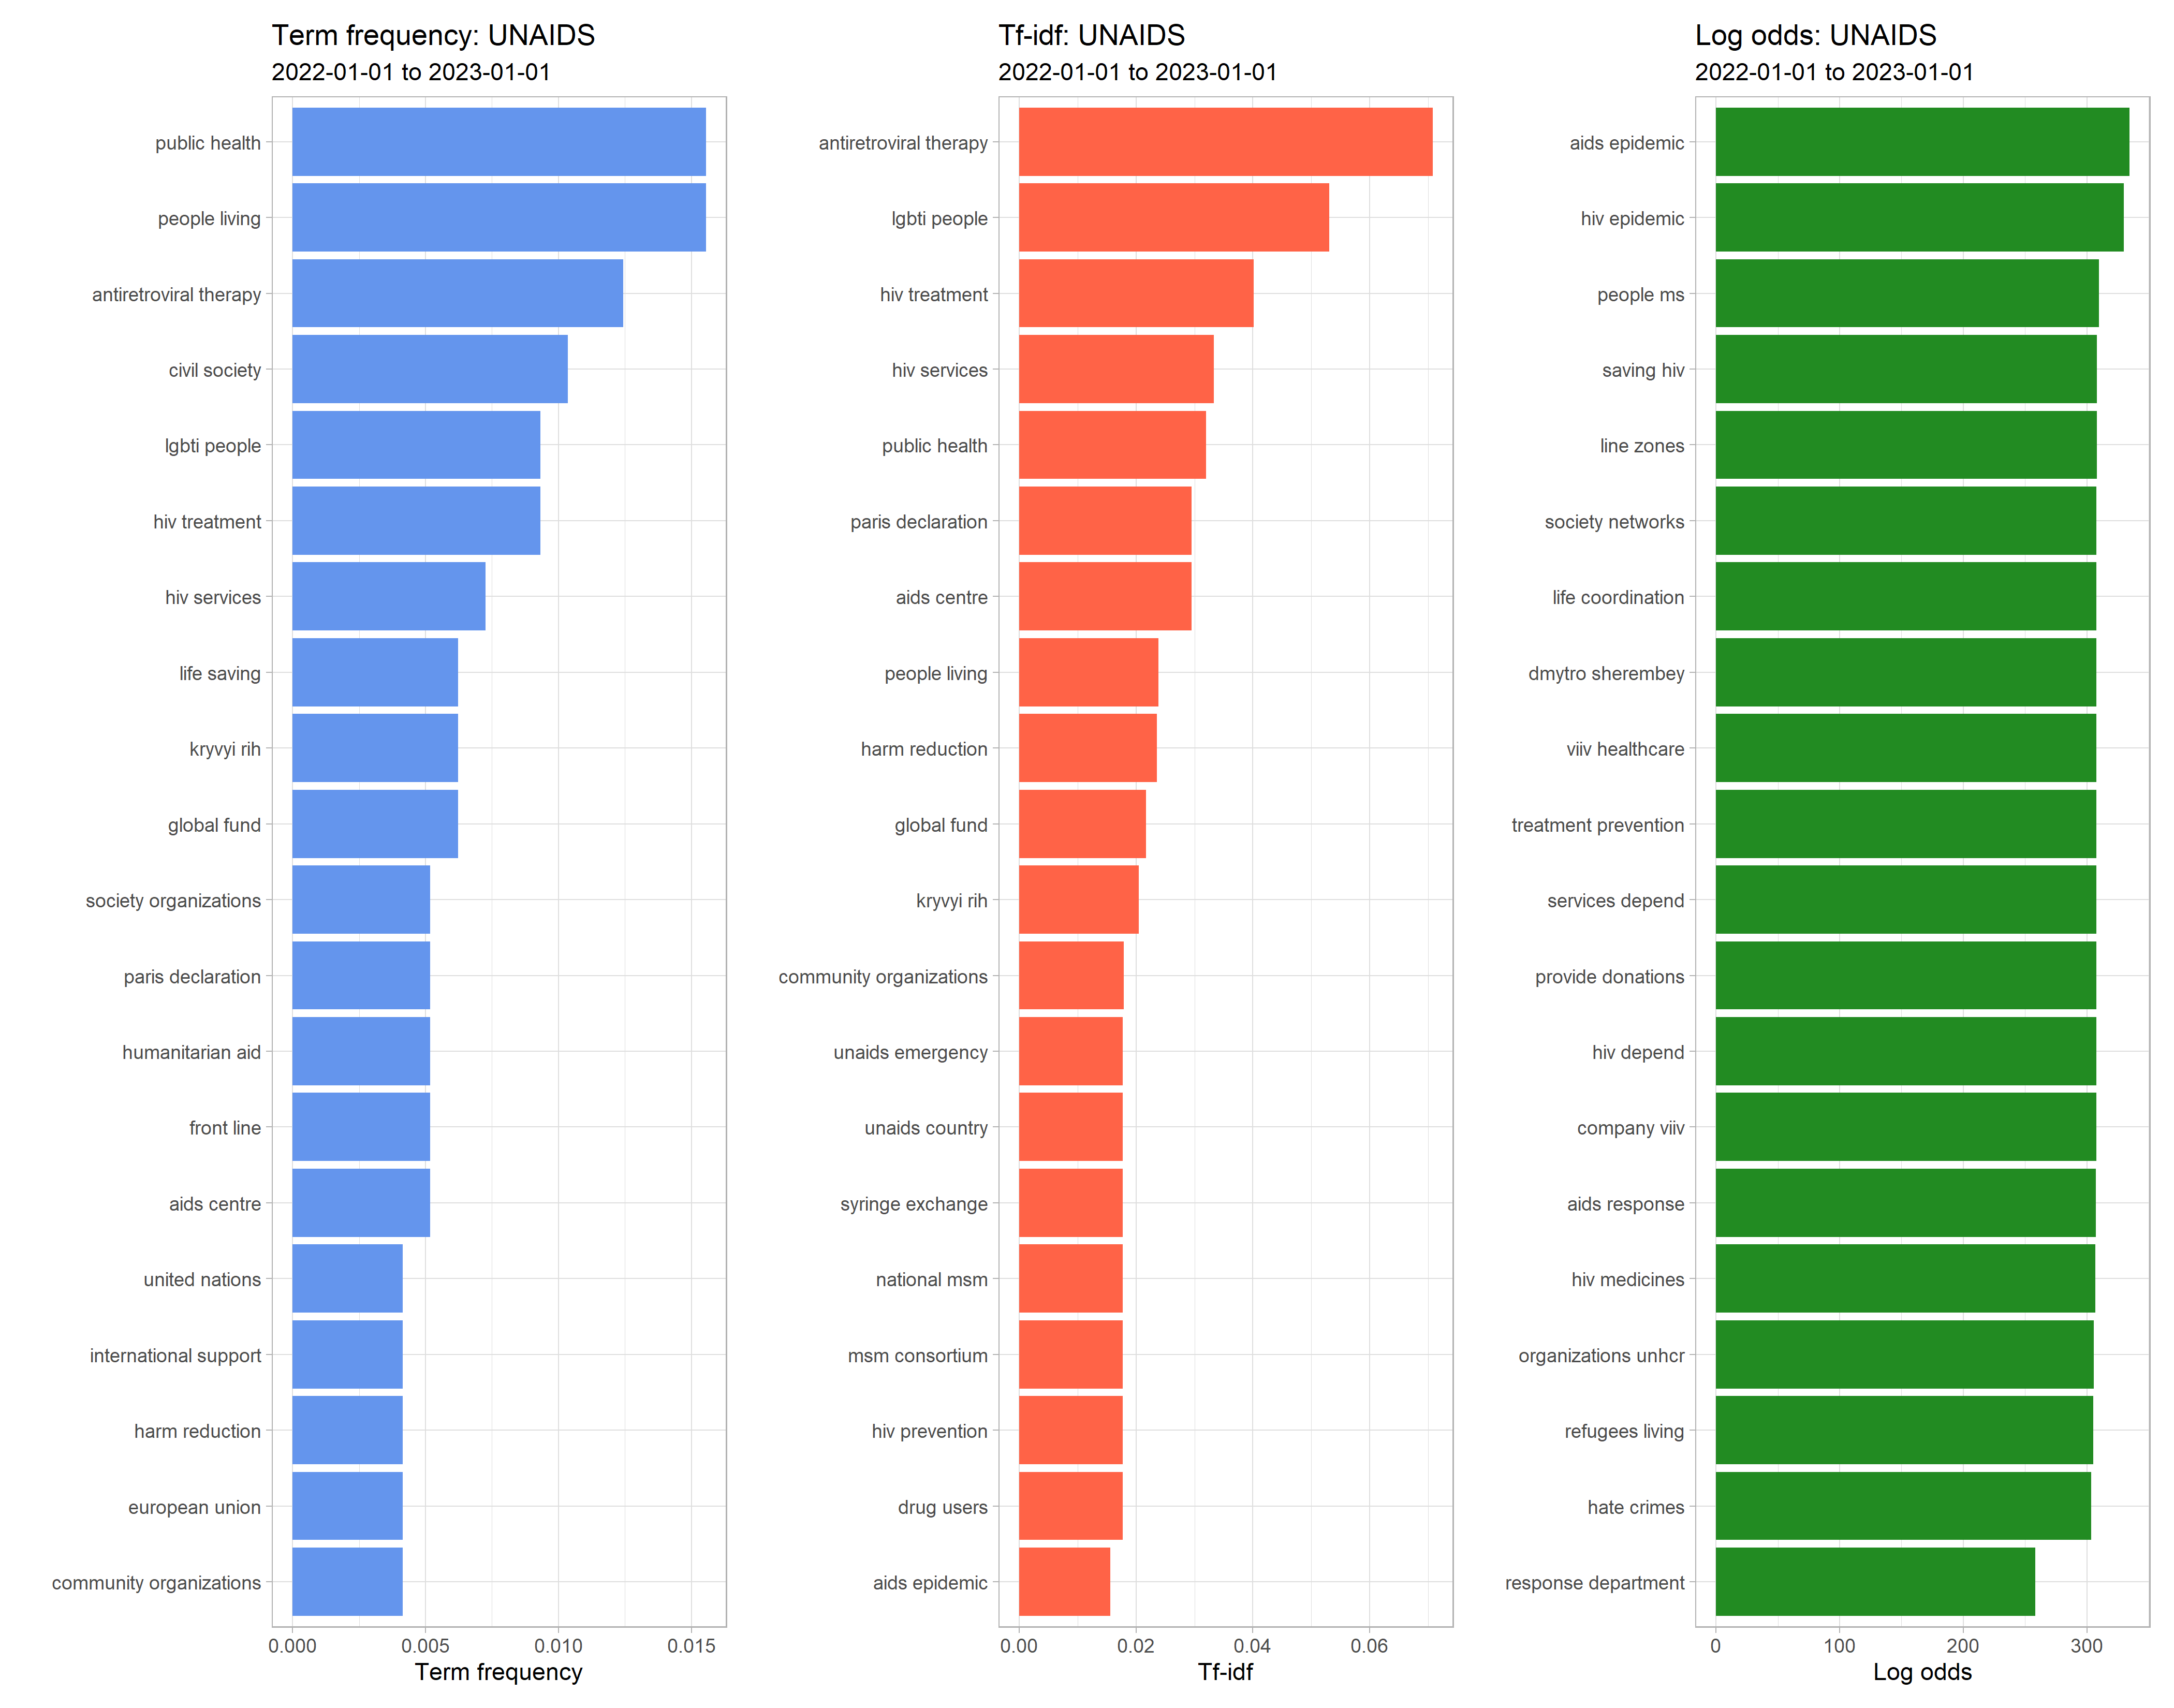 Term frequency: UNAIDS
2022-01-01 to 2023-01-01
public health
people living
antiretroviral therapy
civil society
lgbti people
hiv treatment
hiv services
life saving
kryvyi rih
global fund
society organizations
paris declaration
humanitarian aid
front line
aids centre
united nations
international support
harm reduction
european union
community organizations
0.000 0.005 0.010 0.015
Term frequency
Tf-idf: UNAIDS
2022-01-01 to 2023-01-01
antiretroviral therapy
lgbti people
hiv treatment
hiv services
public health
paris declaration
aids centre
people living
harm reduction
global fund
kryvyi rih
community organizations
unaids emergency
unaids country
syringe exchange
national msm
msm consortium
hiv prevention
drug users
aids epidemic
0.00 0.02 0.04 0.06
Tf-idf
Log odds: UNAIDS
2022-01-01 to 2023-01-01
aids epidemic
hiv epidemic
people ms
saving hiv
line zones
society networks
life coordination
dmytro sherembey
viiv healthcare
treatment prevention
services depend
provide donations
hiv depend
company viiv
aids response
hiv medicines
organizations unhcr
refugees living
hate crimes
response department
0 100 200 300
Log odds